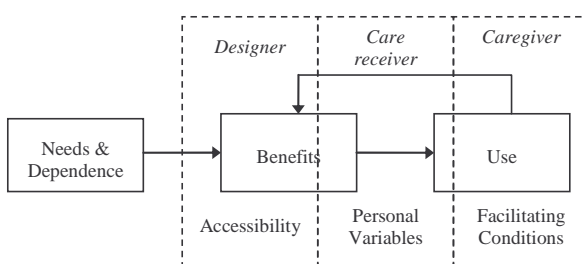 Designer
Care
receiver
Caregiver
Needs &
Dependence
Benefits
Use
Accessibility
Personal
Variables
Facilitating
Conditions